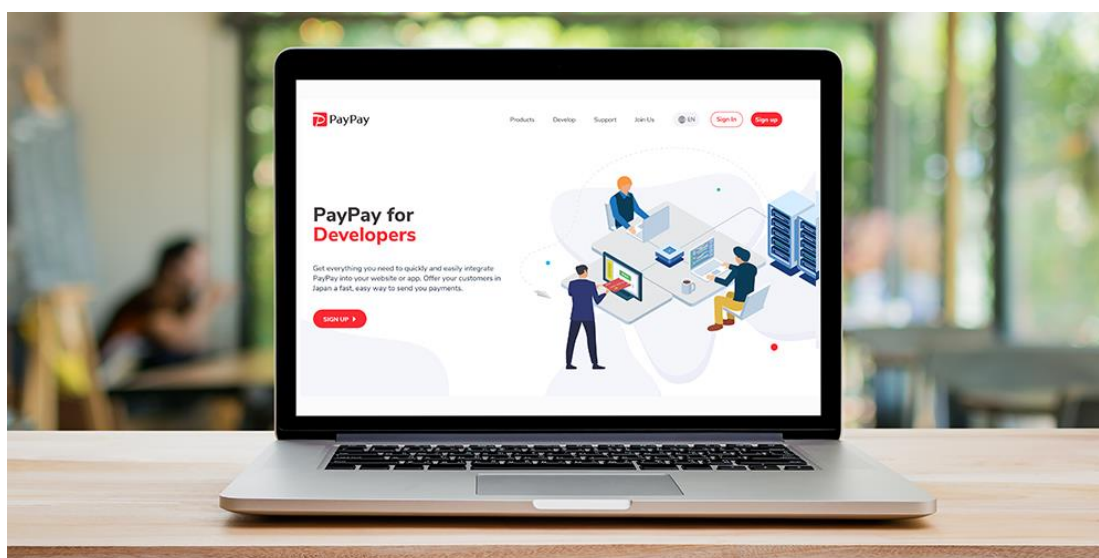 PayPay
Products Develop Support Join Us EN Sign In Sign up
PayPay for
Developers
Get everything you need to quickly and easily integrate
PayPay into your website or app. Offer your customers in
Japan a fast, easy way to send you payments.
SIGN UP